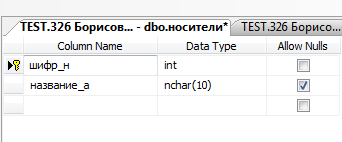 TEST.326 Борисов... - dbo.носители* TEST.326 Борисо...
Column Name Data Type Allow Nulls
шифр_н int
название_а nchar(10)